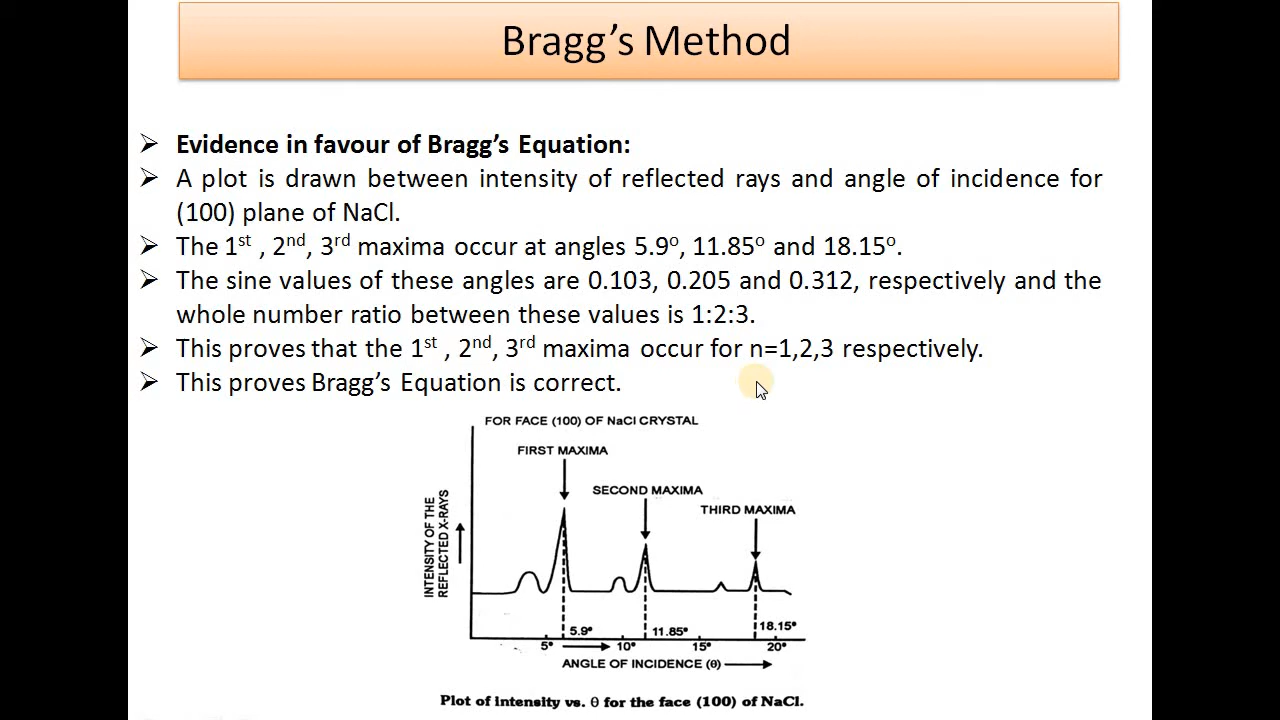 Bragg's Method
➢ Evidence in favour of Bragg's Equation:
➢ A plot is drawn between intensity of reflected rays and angle of incidence for
(100) plane of NaCl.
➢ The 1st , 2nd, 3rd maxima occur at angles 5.9o, 11.85o and 18.15o.
➢ The sine values of these angles are 0.103, 0.205 and 0.312, respectively and the
whole number ratio between these values is 1:2:3.
➢ This proves that the 1st , 2nd, 3rd maxima occur for n=1,2,3 respectively.
➢ This proves Bragg's Equation is correct.
FOR FACE (100) OF NaCl CRYSTAL
FIRST MAXIMA
SECOND MAXIMA
THIRD MAXIMA
INTENSITY OF THE
REFLECTED X-RAYS
5.9° 11.85° 18.15°
5° 10° 15° 20°
ANGLE OF INCIDENCE (θ)
Plot of intensity vs. θ for the face (100) of NaCl.